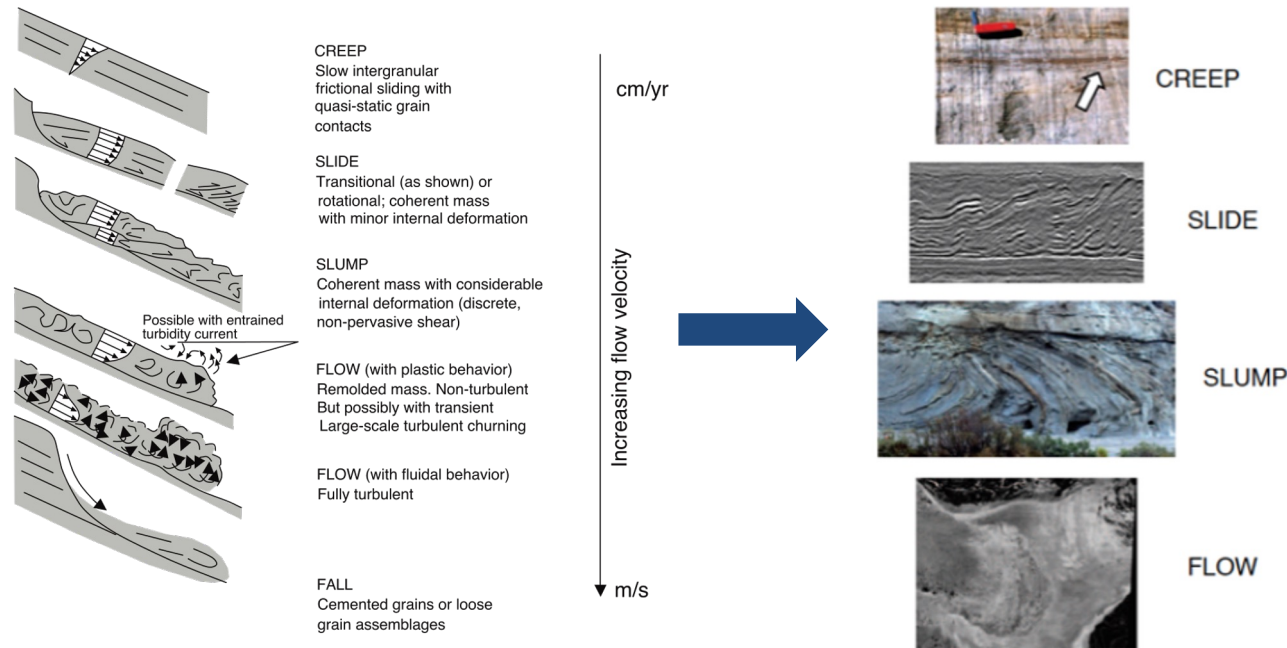 CREEP
Slow intergranular
frictional sliding with
quasi-static grain
contacts
SLIDE
Transitional (as shown) or
rotational; coherent mass
with minor internal deformation
SLUMP
Coherent mass with considerable
internal deformation (discrete,
non-pervasive shear)
Possible with entrained
turbidity current
FLOW (with plastic behavior)
Remolded mass. Non-turbulent
But possibly with transient
Large-scale turbulent churning
FLOW (with fluidal behavior)
Fully turbulent
FALL
Cemented grains or loose
grain assemblages
cm/yr
Increasing flow velocity
m/s
CREEP
SLIDE
SLUMP
FLOW